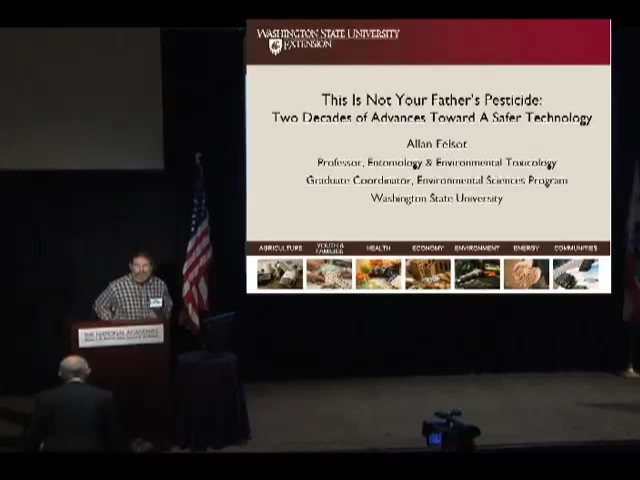 WASHINGTON STATE UNIVERSITY
EXTENSION
This Is Not Your Father's Pesticide:
Two Decades of Advances Toward A Safer Technology
Allan Felsot
Professor, Entomology & Environmental Toxicology
Graduate Coordinator, Environmental Sciences Program
Washington State University
AGRICULTURE
YOUTH &
FAMILIES
HEALTH
ECONOMY
ENVIRONMENT
ENERGY
COMMUNITIES
THE NATIONAL ACADEMIES